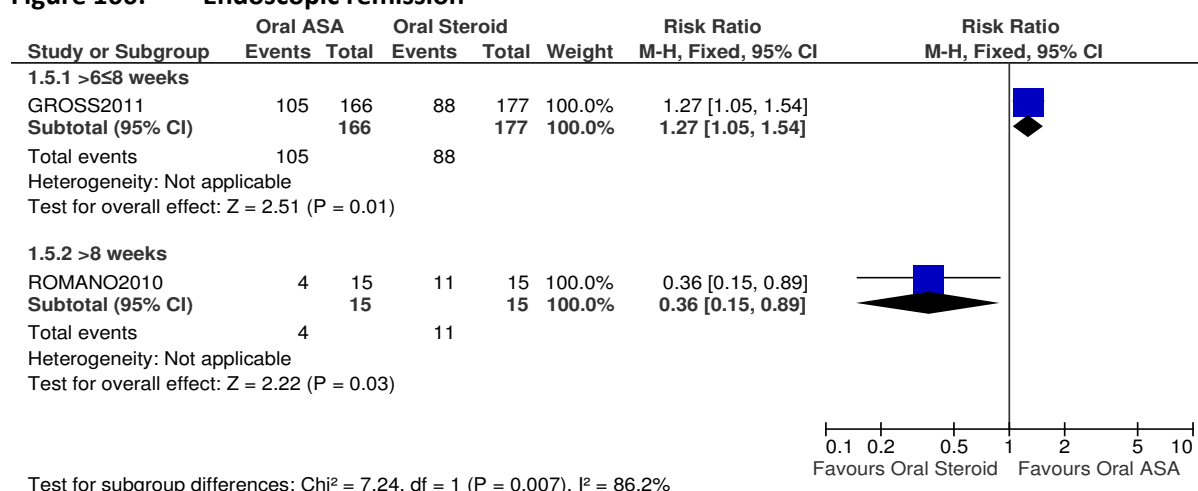 Figure 100: Endoscopic remission
Oral ASA Oral Steroid Risk Ratio Risk Ratio
Study or Subgroup Events Total Events Total Weight M-H, Fixed, 95% CI M-H, Fixed, 95% CI
1.5.1 >6≤8 weeks
GROSS2011 105 166 88 177 100.0% 1.27 [1.05, 1.54]
Subtotal (95% CI) 166 177 100.0% 1.27 [1.05, 1.54]
Total events 105 88
Heterogeneity: Not applicable
Test for overall effect: Z = 2.51 (P = 0.01)
1.5.2 >8 weeks
ROMANO2010 4 15 11 15 100.0% 0.36 [0.15, 0.89]
Subtotal (95% CI) 15 15 100.0% 0.36 [0.15, 0.89]
Total events 4 11
Heterogeneity: Not applicable
Test for overall effect: Z = 2.22 (P = 0.03)
0.1 0.2 0.5 1 2 5 10
Favours Oral Steroid Favours Oral ASA
Test for subgroup differences: Chi² = 7.24, df = 1 (P = 0.007), I² = 86.2%